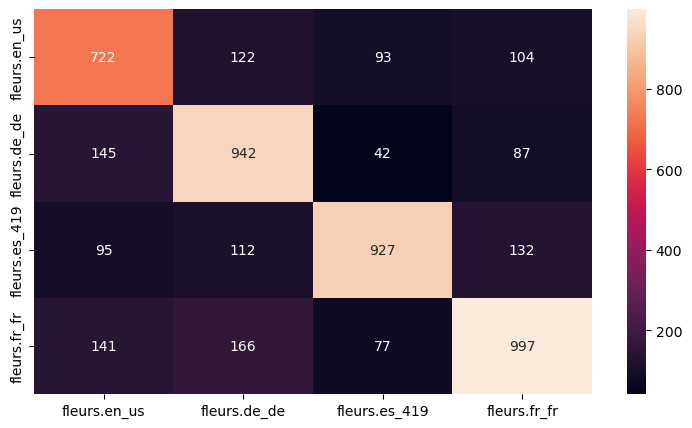 fleurs.en_us 722 122 93 104
fleurs.de_de 145 942 42 87
fleurs.es_419 95 112 927 132
fleurs.fr_fr 141 166 77 997
fleurs.en_us fleurs.de_de fleurs.es_419 fleurs.fr_fr
800
600
400
200